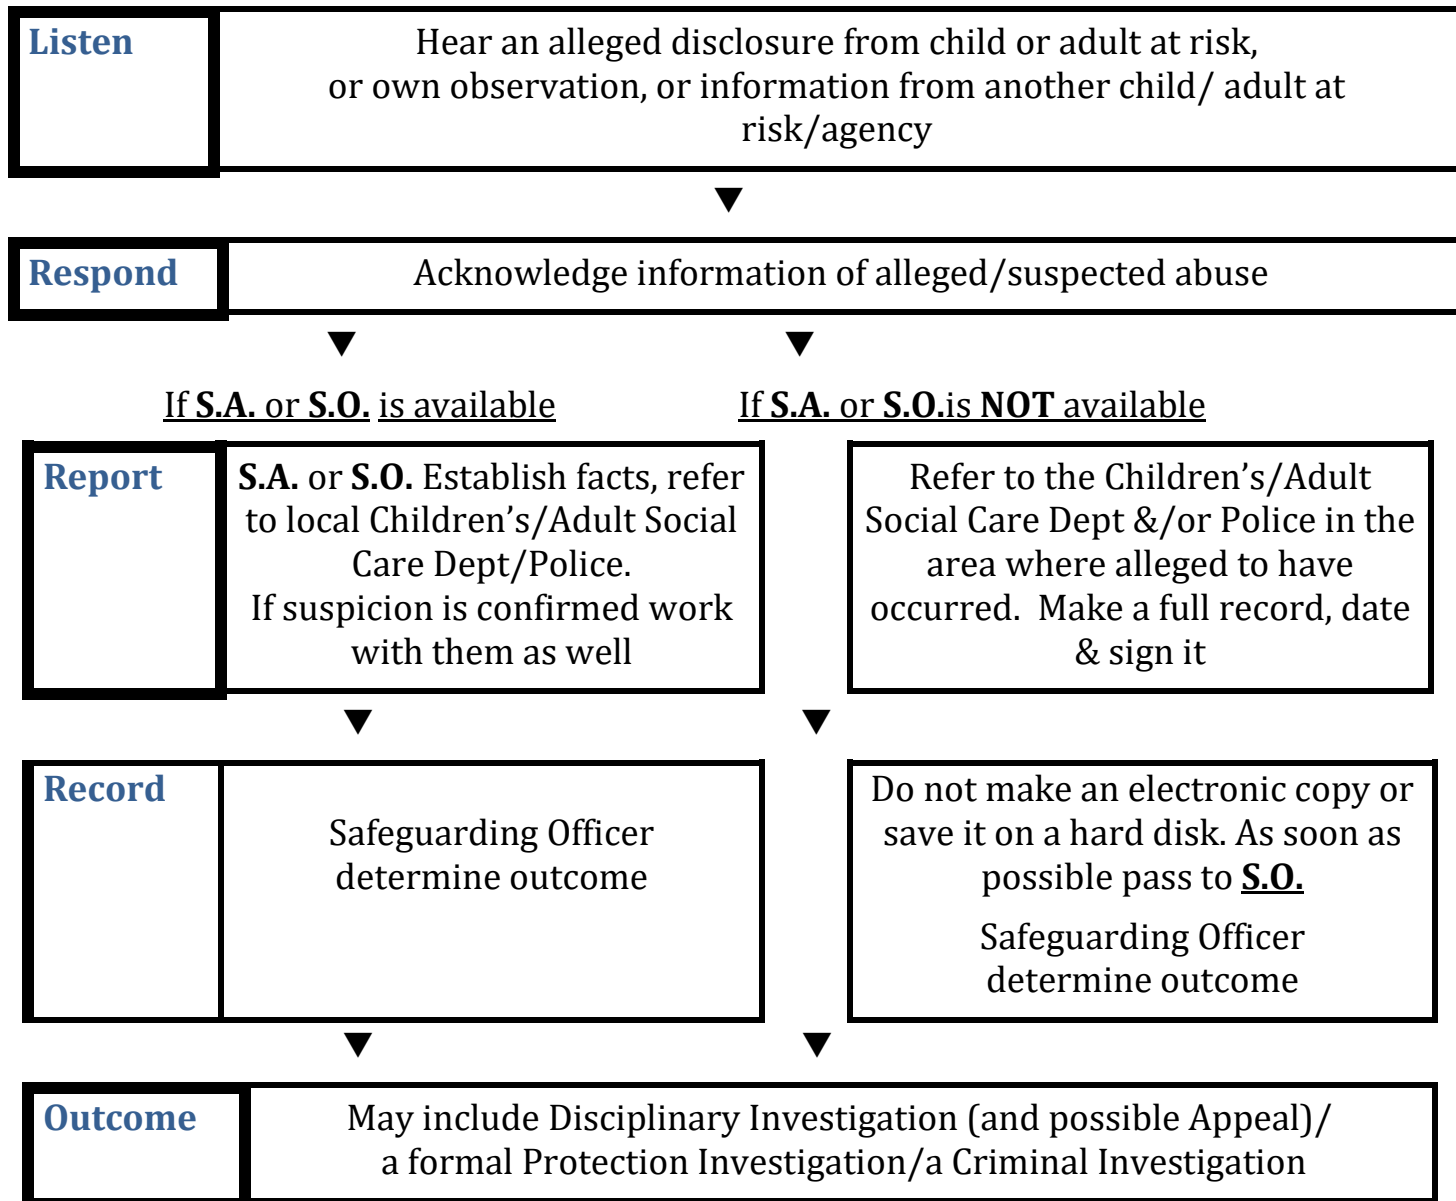 Listen
Hear an alleged disclosure from child or adult at risk,
or own observation, or information from another child/ adult at
risk/agency
▼
Respond
Acknowledge information of alleged/suspected abuse
▼ ▼
If S.A. or S.O. is available
If S.A. or S.O.is NOT available
Report
S.A. or S.O. Establish facts, refer
to local Children’s/Adult Social
Care Dept/Police.
If suspicion is confirmed work
with them as well
Refer to the Children’s/Adult
Social Care Dept &/or Police in the
area where alleged to have
occurred. Make a full record, date
& sign it
▼ ▼
Record
Safeguarding Officer
determine outcome
Do not make an electronic copy or
save it on a hard disk. As soon as
possible pass to S.O.
Safeguarding Officer
determine outcome
▼ ▼
Outcome
May include Disciplinary Investigation (and possible Appeal)/
a formal Protection Investigation/a Criminal Investigation